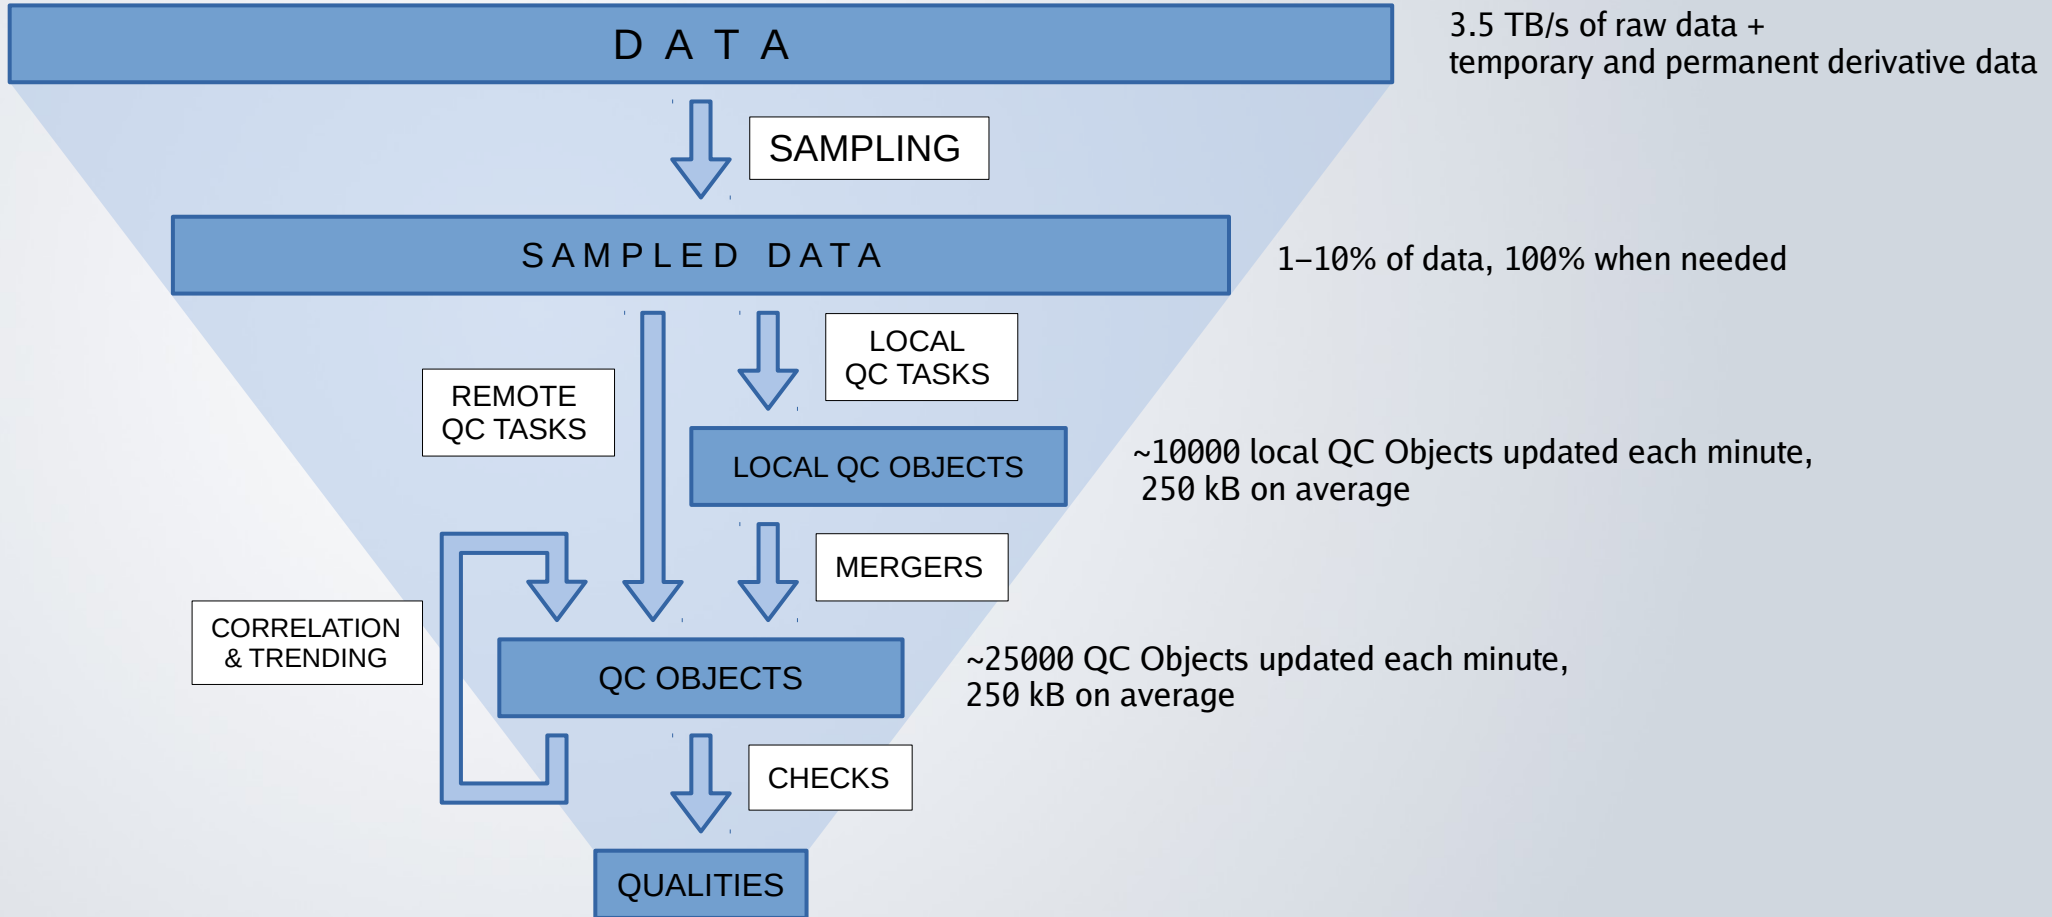 D A T A
3.5 TB/s of raw data +
temporary and permanent derivative data
SAMPLING
SAMPLED DATA
1–10% of data, 100% when needed
LOCAL
QC TASKS
REMOTE
QC TASKS
LOCAL QC OBJECTS
~10000 local QC Objects updated each minute,
250 kB on average
MERGERS
CORRELATION
& TRENDING
QC OBJECTS
~25000 QC Objects updated each minute,
250 kB on average
CHECKS
QUALITIES